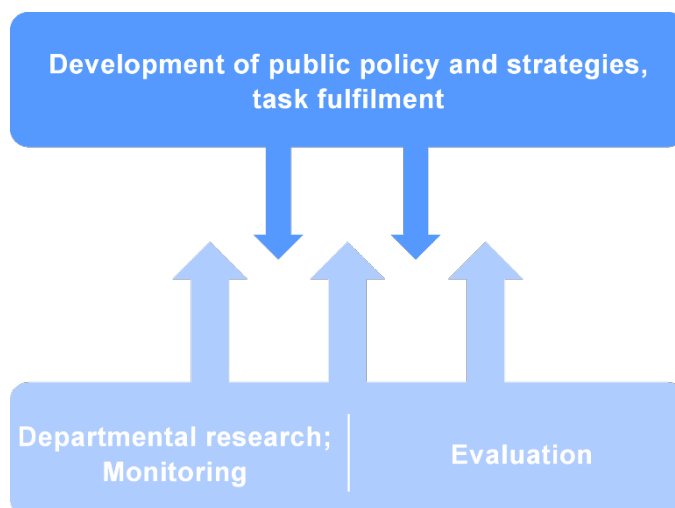 Development of public policy and strategies,
task fulfilment
Departmental research;
Monitoring
Evaluation